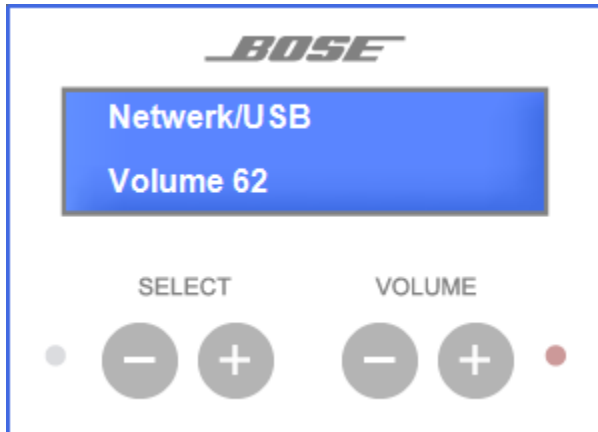 BOSE
Netwerk/USB
Volume 62
SELECT VOLUME
− + − +